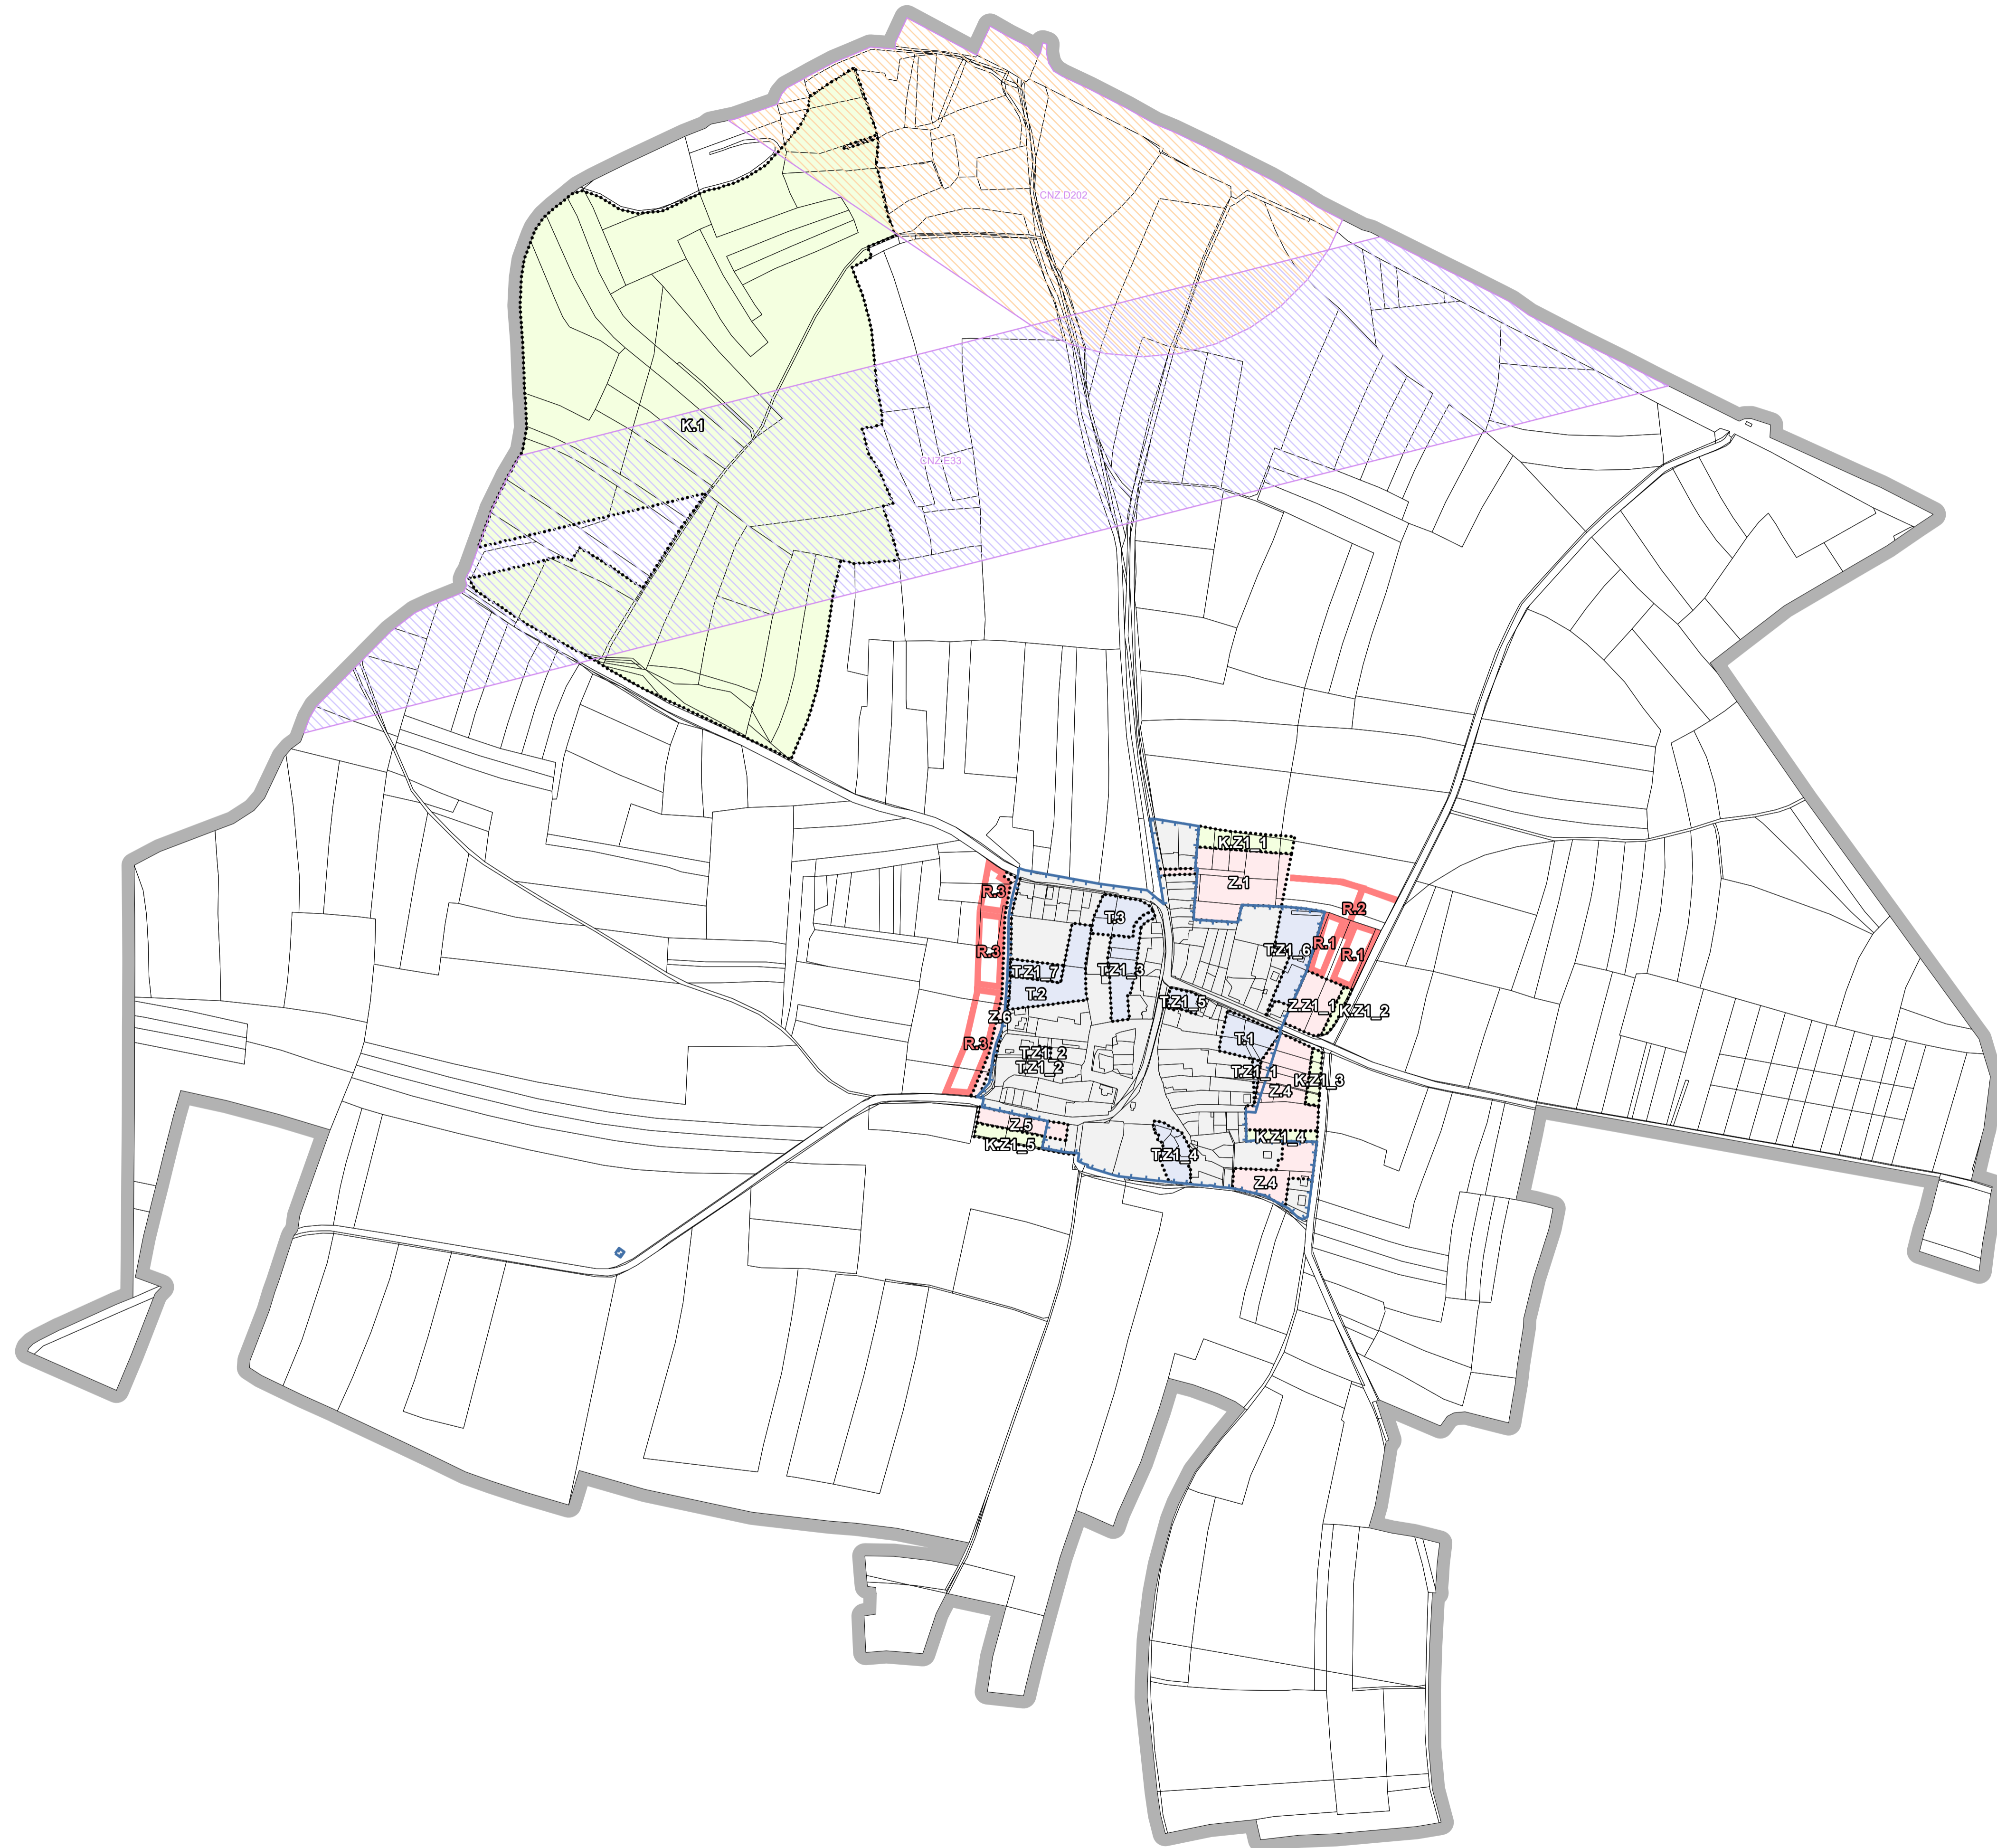 CNZ.D202
K.1
CNZ.E33
K.Z1_1
Z.1
R.3
R.2
T.3
R.1
T.Z1_6
R.3
R.1
T.Z1_7
T.Z1_3
T.2
T.Z1_5
Z.Z1_1
K.Z1_2
Z.6
T.1
R.3
T.Z1_2
T.Z1_2
T.Z1_1
K.Z1_3
Z.4
Z.5
K.Z1_4
K.Z1_5
T.Z1_4
Z.4